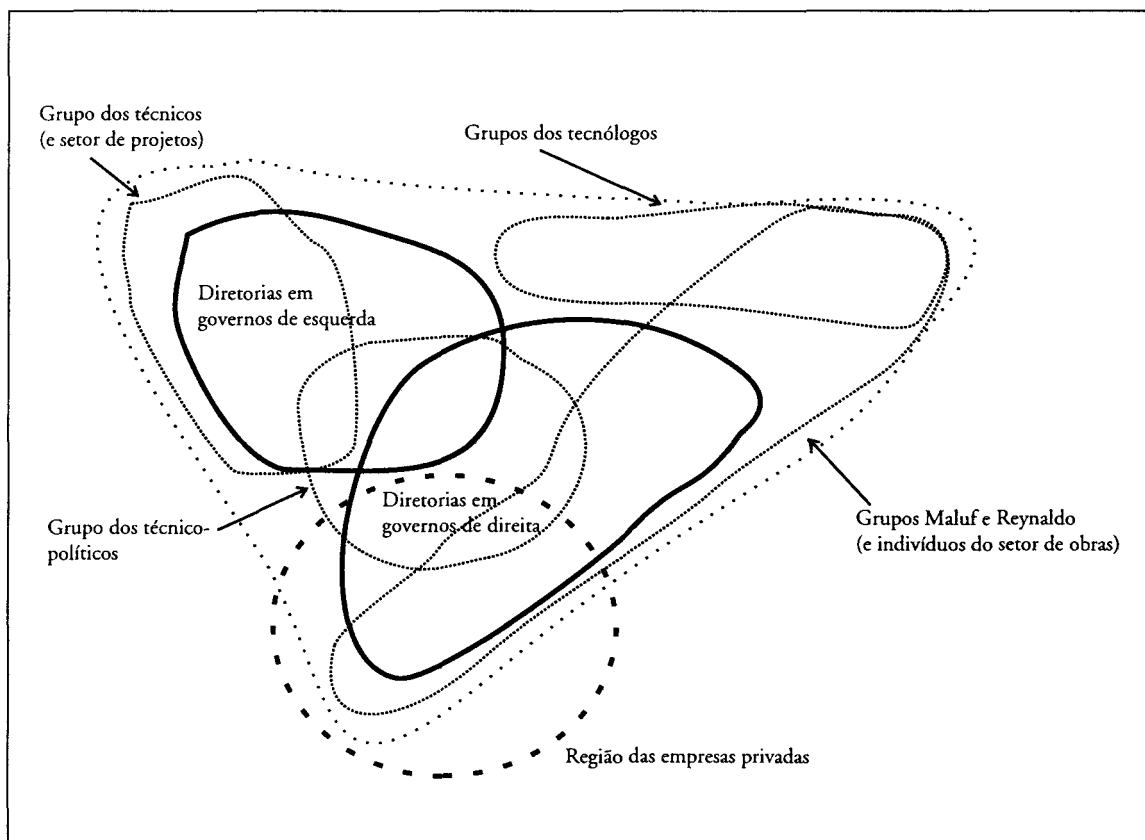 Grupo dos técnicos
(e setor de projetos)
Grupos dos tecnólogos
Diretorias em
governos de esquerda
Diretorias em
governos de direita
Grupo dos técnico-
políticos
Grupos Maluf e Reynaldo
(e indivíduos do setor de obras)
Região das empresas privadas